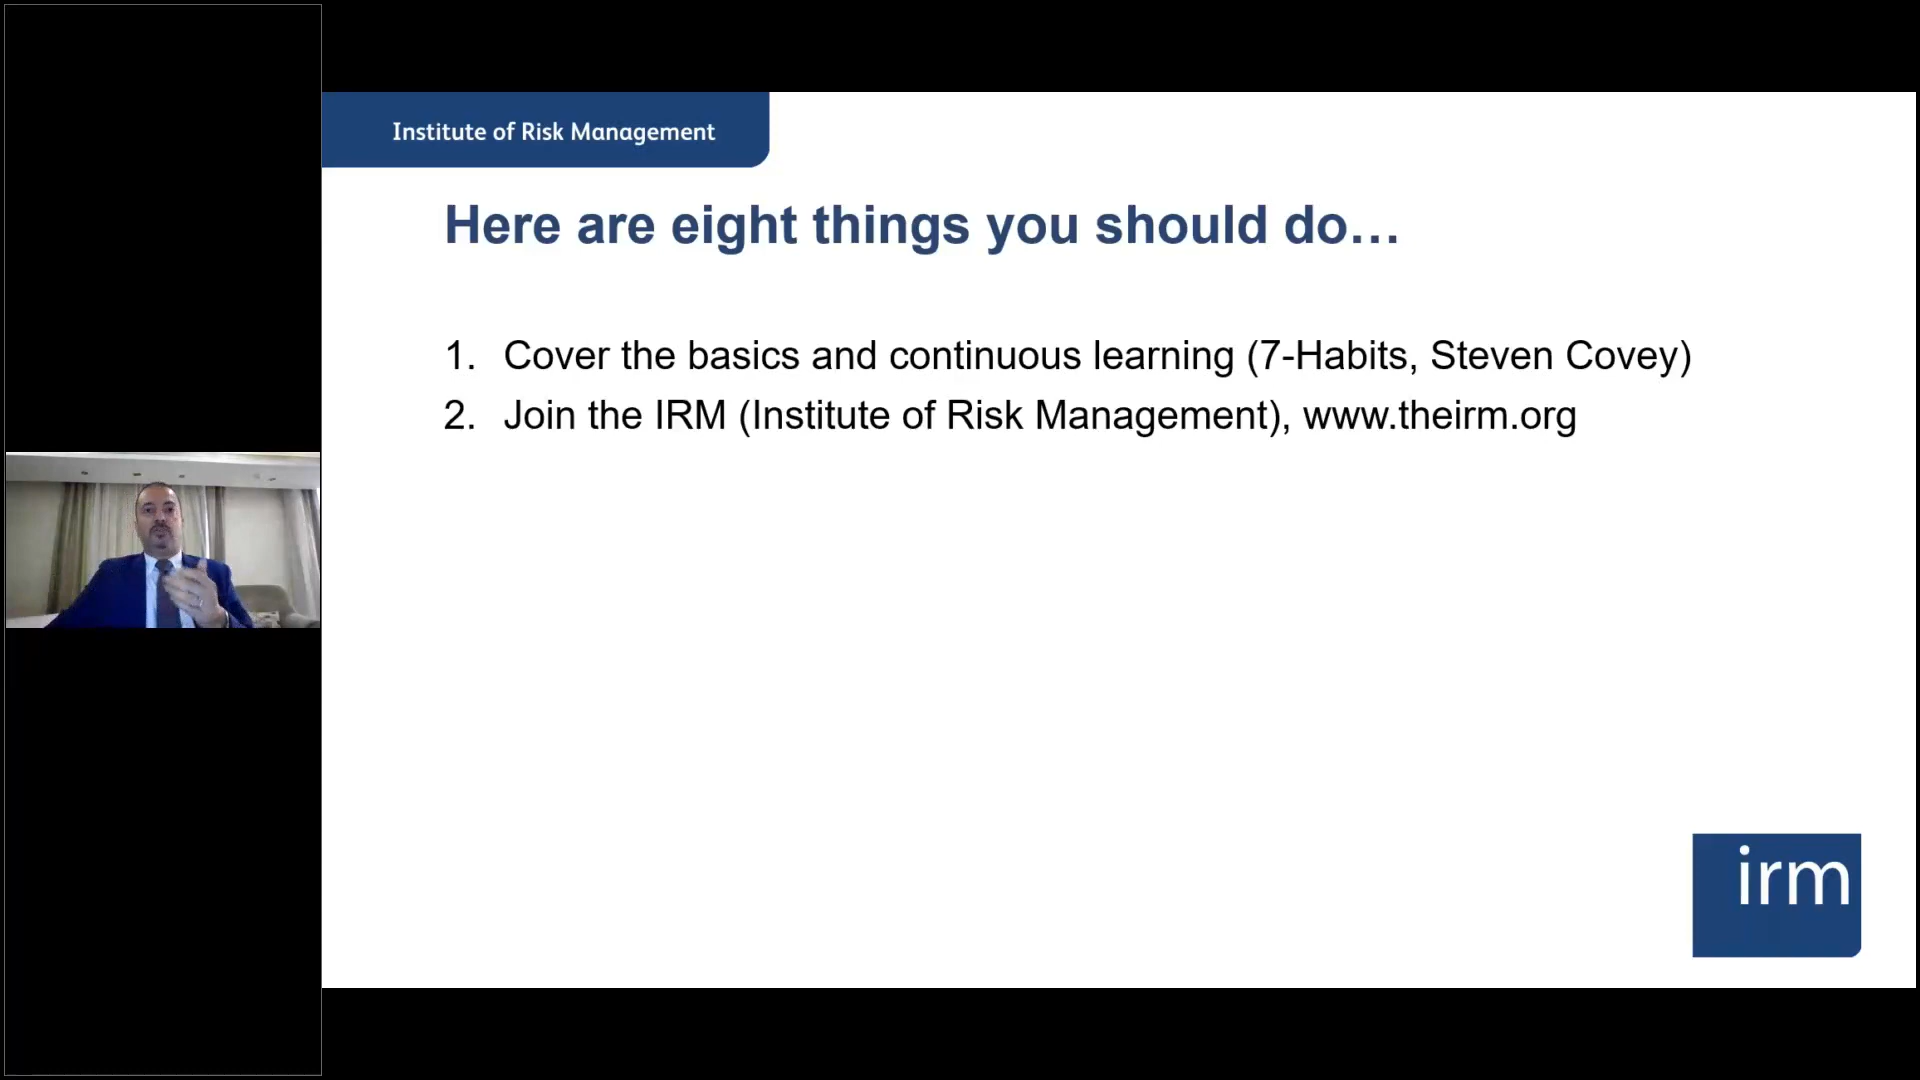 Institute of Risk Management
Here are eight things you should do…
1. Cover the basics and continuous learning (7-Habits, Steven Covey)
2. Join the IRM (Institute of Risk Management), www.theirm.org
irm